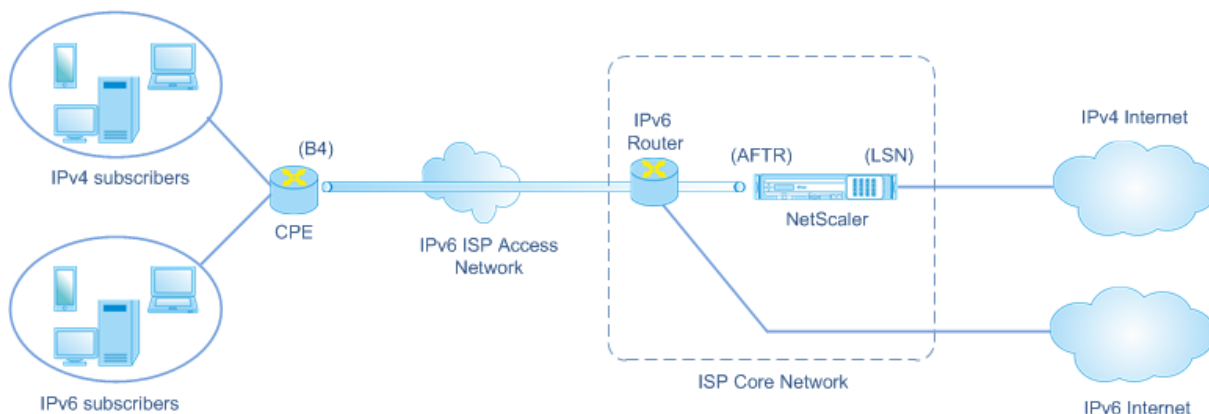 IPv4 subscribers
(B4)
CPE
IPv6 subscribers
IPv6 ISP Access
Network
IPv6
Router
(AFTR)
(LSN)
NetScaler
ISP Core Network
IPv4 Internet
IPv6 Internet